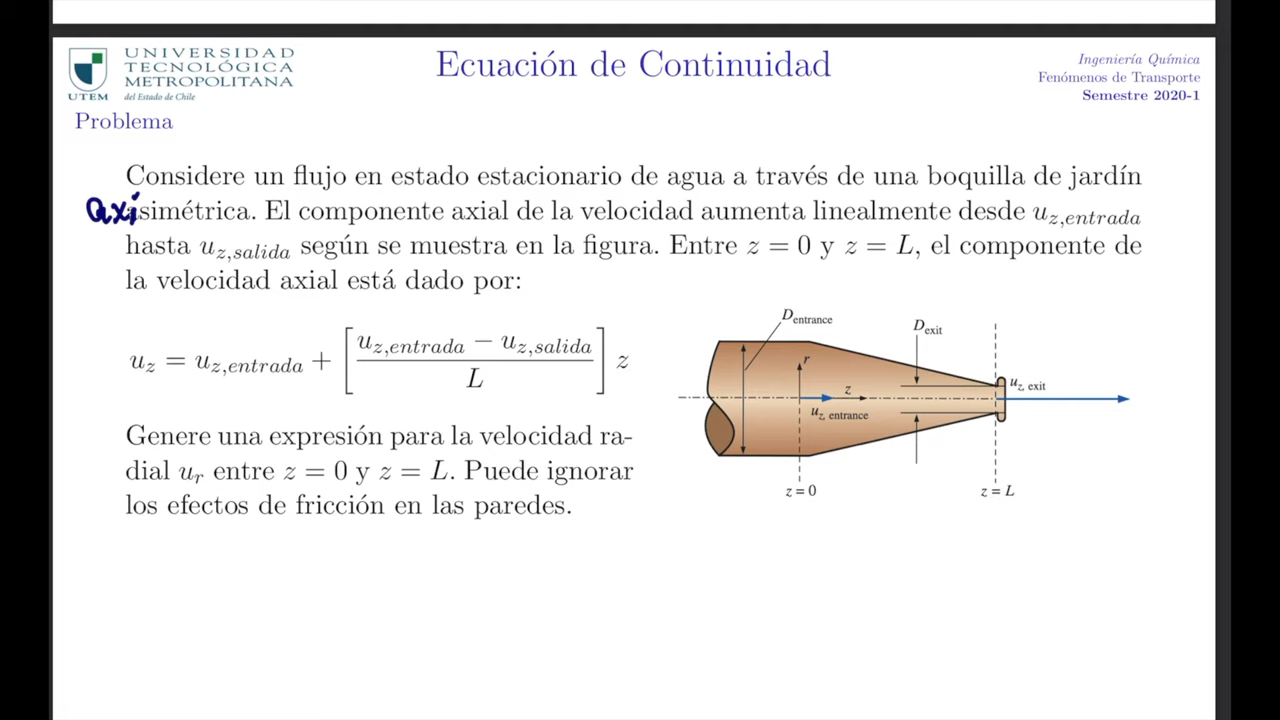 UNIVERSIDAD
TECNOLÓGICA
METROPOLITANA
UTEM del Estado de Chile
Ecuación de Continuidad
Ingeniería Química
Fenómenos de Transporte
Semestre 2020-1
Problema
Considere un flujo en estado estacionario de agua a través de una boquilla de jardín
axisimétrica. El componente axial de la velocidad aumenta linealmente desde u_{z,entrada}
hasta u_{z,salida} según se muestra en la figura. Entre z = 0 y z = L, el componente de
la velocidad axial está dado por:
u_z = u_{z,entrada} + [ (u_{z,entrada} − u_{z,salida}) / L ] z
Genere una expresión para la velocidad ra-
dial u_r entre z = 0 y z = L. Puede ignorar
los efectos de fricción en las paredes.
D_entrance
D_exit
r
z
u_{z, entrance}
u_{z, exit}
z = 0
z = L